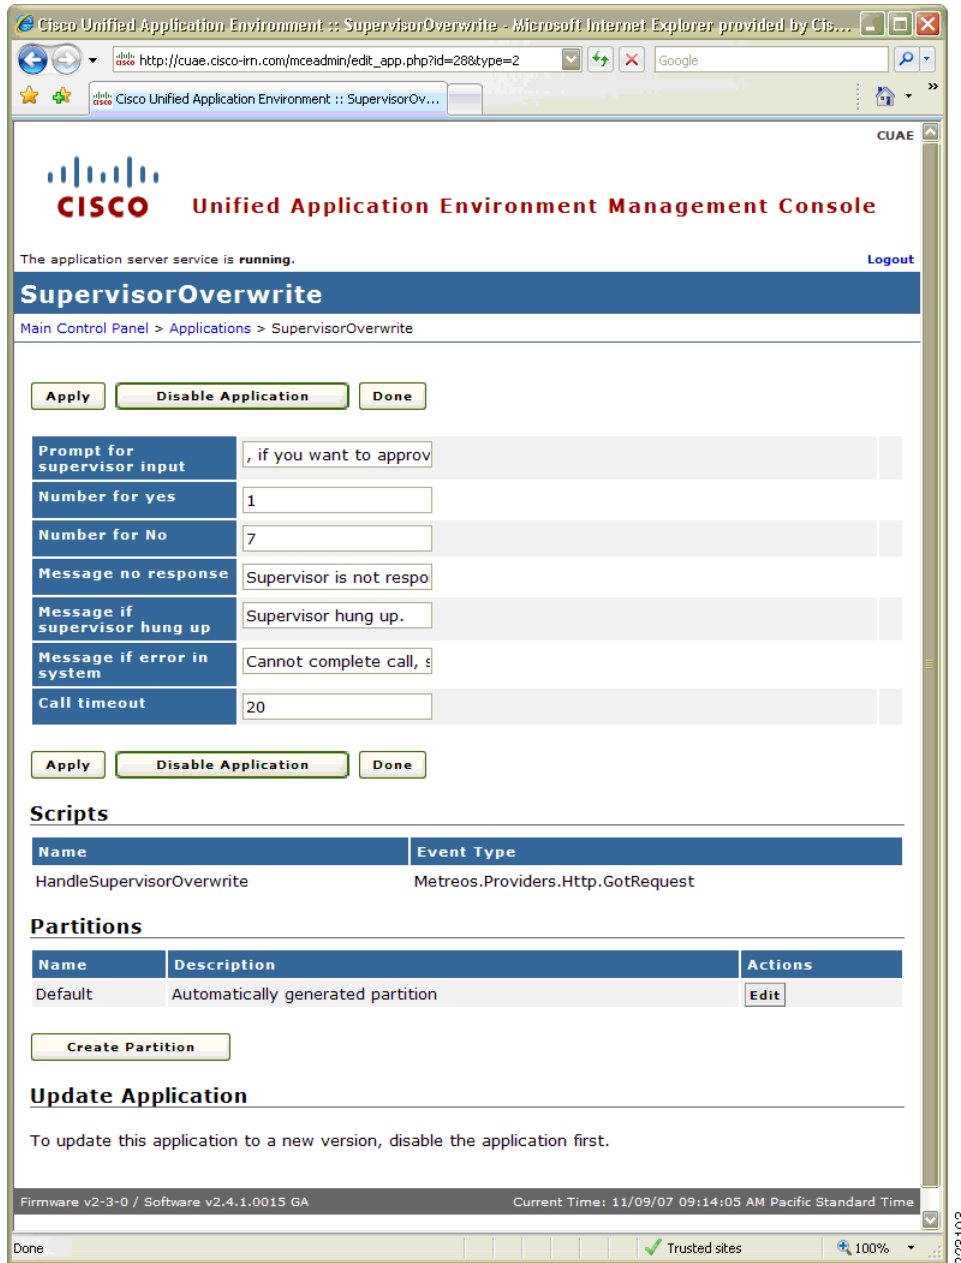 Cisco Unified Application Environment :: SupervisorOverwrite - Microsoft Internet Explorer provided by Cis...
http://cuae.cisco-irn.com/mceadmin/edit_app.php?id=288&type=2
Google
Cisco Unified Application Environment :: SupervisorOv...
CUAE
CISCO
Unified Application Environment Management Console
The application server service is running.
Logout
SupervisorOverwrite
Main Control Panel > Applications > SupervisorOverwrite
Apply
Disable Application
Done
Prompt for supervisor input
, if you want to approv
Number for yes
1
Number for No
7
Message no response
Supervisor is not respo
Message if supervisor hung up
Supervisor hung up.
Message if error in system
Cannot complete call, s
Call timeout
20
Apply
Disable Application
Done
Scripts
Name
Event Type
HandleSupervisorOverwrite
Metreos.Providers.Http.GotRequest
Partitions
Name
Description
Actions
Default
Automatically generated partition
Edit
Create Partition
Update Application
To update this application to a new version, disable the application first.
Firmware v2-3-0 / Software v2.4.1.0015 GA
Current Time: 11/09/07 09:14:05 AM Pacific Standard Time
Done
Trusted sites
100%